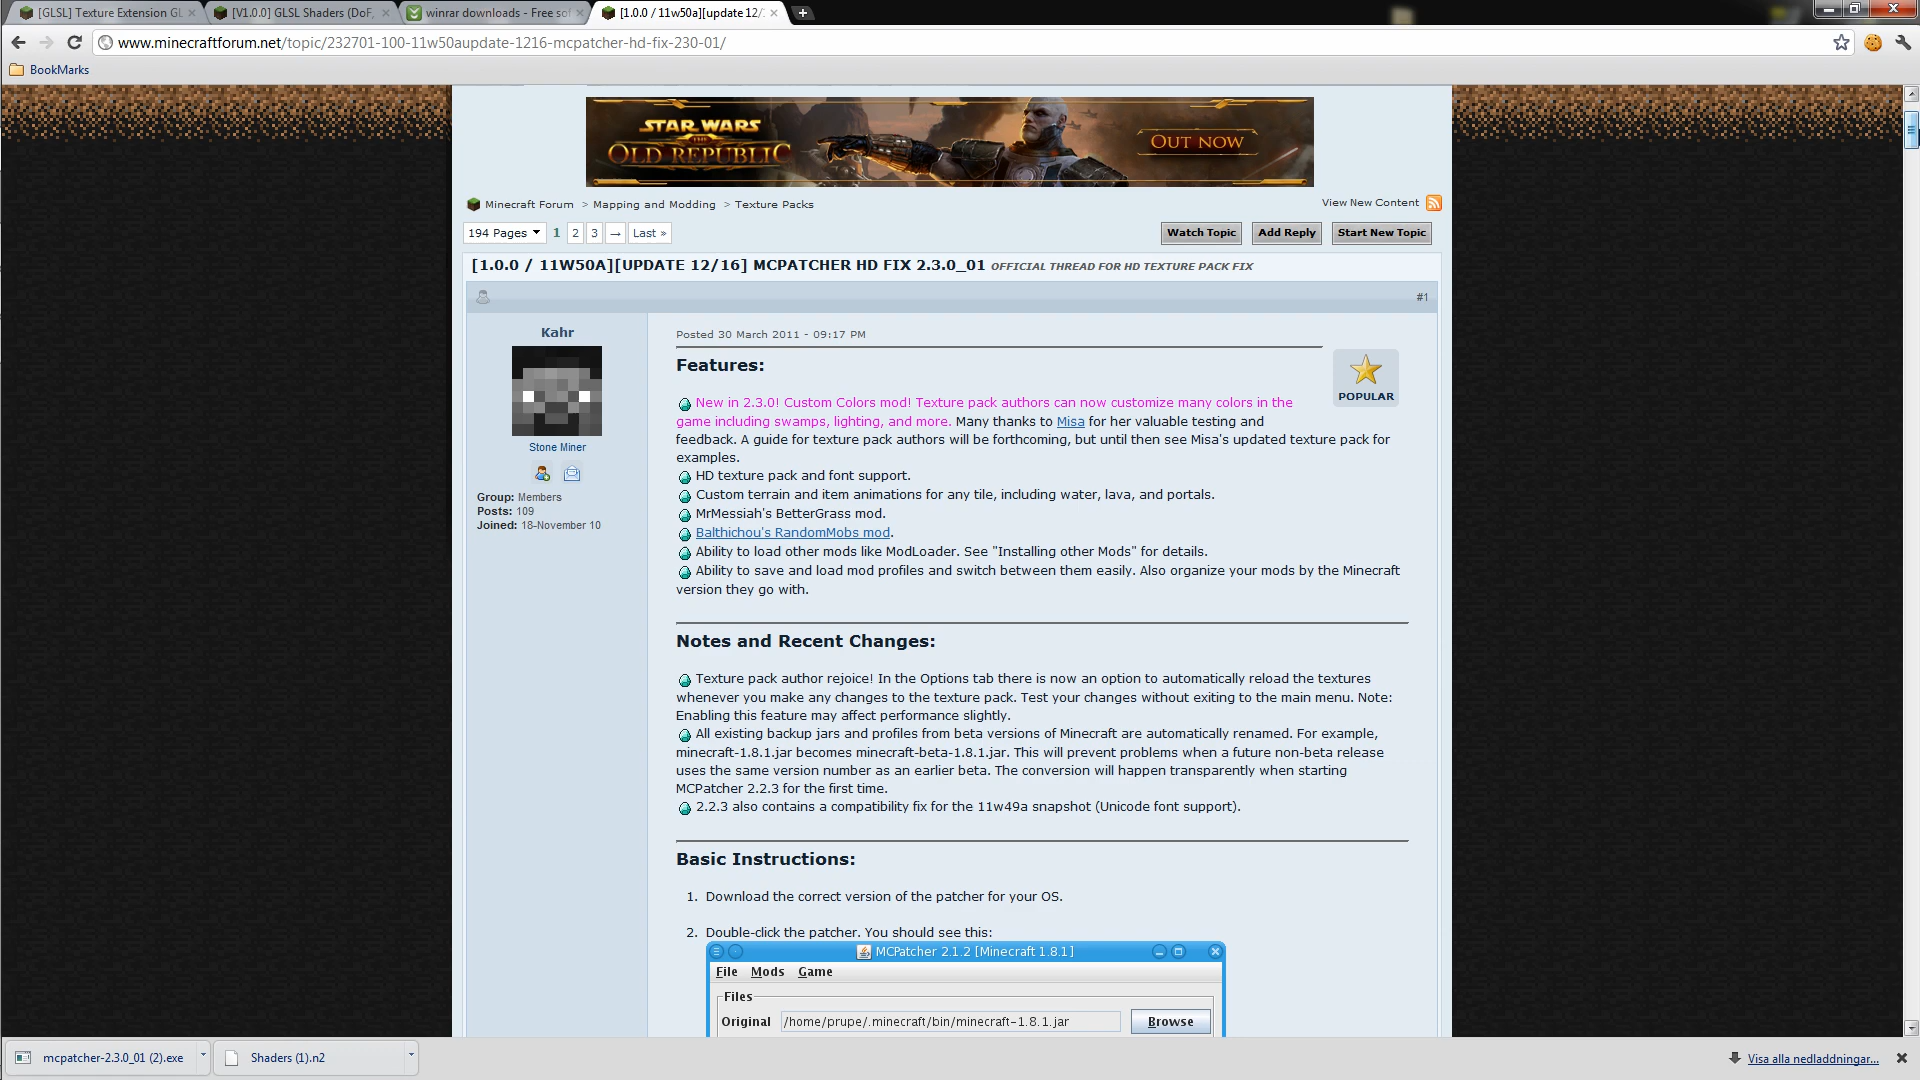 [GLSL] Texture Extension GL
[V1.0.0] GLSL Shaders (DoF,
winrar downloads - Free sof
[1.0.0 / 11w50a][update 12/
www.minecraftforum.net/topic/232701-100-11w50aupdate-1216-mcpatcher-hd-fix-230-01/
BookMarks
STAR WARS
THE
OLD REPUBLIC
OUT NOW
Minecraft Forum > Mapping and Modding > Texture Packs
View New Content
194 Pages 1 2 3 → Last »
Watch Topic Add Reply Start New Topic
[1.0.0 / 11W50A][UPDATE 12/16] MCPATCHER HD FIX 2.3.0_01 OFFICIAL THREAD FOR HD TEXTURE PACK FIX
#1
Kahr
Stone Miner
Group: Members
Posts: 109
Joined: 18-November 10
Posted 30 March 2011 - 09:17 PM
POPULAR
Features:
New in 2.3.0! Custom Colors mod! Texture pack authors can now customize many colors in the
game including swamps, lighting, and more. Many thanks to Misa for her valuable testing and
feedback. A guide for texture pack authors will be forthcoming, but until then see Misa's updated texture pack for
examples.
HD texture pack and font support.
Custom terrain and item animations for any tile, including water, lava, and portals.
MrMessiah's BetterGrass mod.
Balthichou's RandomMobs mod.
Ability to load other mods like ModLoader. See "Installing other Mods" for details.
Ability to save and load mod profiles and switch between them easily. Also organize your mods by the Minecraft
version they go with.
Notes and Recent Changes:
Texture pack author rejoice! In the Options tab there is now an option to automatically reload the textures
whenever you make any changes to the texture pack. Test your changes without exiting to the main menu. Note:
Enabling this feature may affect performance slightly.
All existing backup jars and profiles from beta versions of Minecraft are automatically renamed. For example,
minecraft-1.8.1.jar becomes minecraft-beta-1.8.1.jar. This will prevent problems when a future non-beta release
uses the same version number as an earlier beta. The conversion will happen transparently when starting
MCPatcher 2.2.3 for the first time.
2.2.3 also contains a compatibility fix for the 11w49a snapshot (Unicode font support).
Basic Instructions:
1. Download the correct version of the patcher for your OS.
2. Double-click the patcher. You should see this:
MCPatcher 2.1.2 [Minecraft 1.8.1]
File Mods Game
Files
Original /home/prupe/.minecraft/bin/minecraft-1.8.1.jar Browse
mcpatcher-2.3.0_01 (2).exe
Shaders (1).n2
Visa alla nedladdningar...